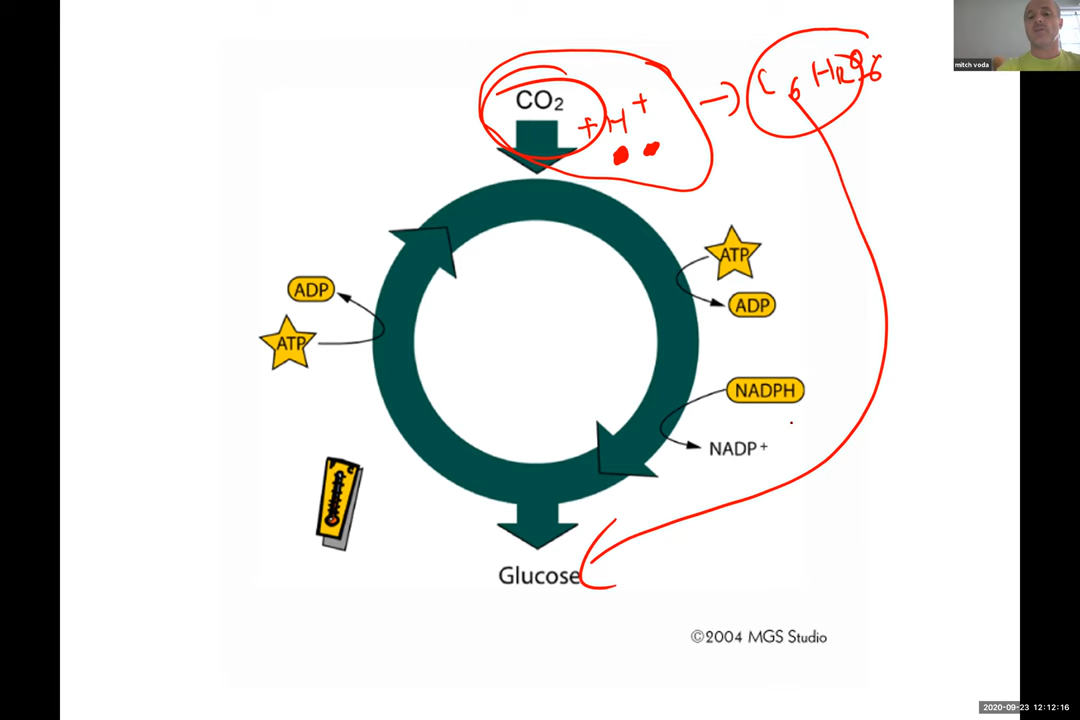 mitch voda
CO2
+ H+ → C6H12O6
ATP
ADP
ADP
ATP
NADPH
NADP+
Glucose
©2004 MGS Studio
2020-09-23 12:12:16